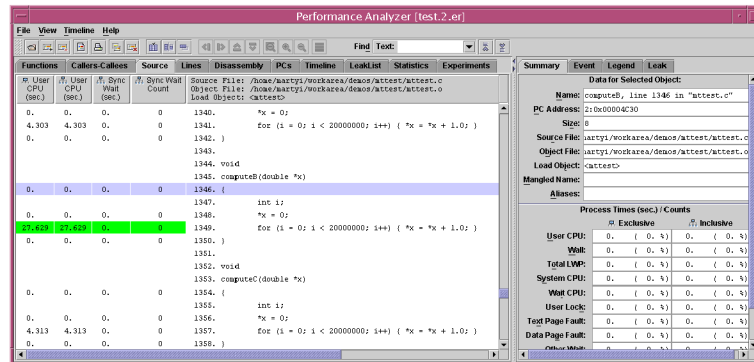 Performance Analyzer [test.2.er]
File View Timeline Help
Find Text:
Functions Callers-Callees Source Lines Disassembly PCs Timeline LeakList Statistics Experiments
User CPU (sec.) User CPU (sec.) Sync Wait (sec.) Sync Wait Count
Source File: /home/martyi/workarea/demos/mttest/mttest.c
Object File: /home/martyi/workarea/demos/mttest/mttest.o
Load Object: <mttest>
0. 0. 0. 0 1340. *x = 0;
4.303 4.303 0. 0 1341. for (i = 0; i < 20000000; i++) { *x = *x + 1.0; }
0. 0. 0. 0 1342. }
1343.
1344. void
1345. computeB(double *x)
0. 0. 0. 0 1346. {
1347. int i;
0. 0. 0. 0 1348. *x = 0;
27.629 27.629 0. 0 1349. for (i = 0; i < 20000000; i++) { *x = *x + 1.0; }
0. 0. 0. 0 1350. }
1351.
1352. void
1353. computeC(double *x)
0. 0. 0. 0 1354. {
1355. int i;
0. 0. 0. 0 1356. *x = 0;
4.313 4.313 0. 0 1357. for (i = 0; i < 20000000; i++) { *x = *x + 1.0; }
0. 0. 0. 0 1358. }
Summary Event Legend Leak
Data for Selected Object:
Name: computeB, line 1346 in "mttest.c"
PC Address: 2:0x00004C30
Size: 8
Source File: artyi/workarea/demos/mttest/mttest.c
Object File: artyi/workarea/demos/mttest/mttest.o
Load Object: <mttest>
Mangled Name:
Aliases:
Process Times (sec.) / Counts
Exclusive Inclusive
User CPU: 0. ( 0. %) 0. ( 0. %)
Wall: 0. ( 0. %) 0. ( 0. %)
Total LWP: 0. ( 0. %) 0. ( 0. %)
System CPU: 0. ( 0. %) 0. ( 0. %)
Wait CPU: 0. ( 0. %) 0. ( 0. %)
User Lock: 0. ( 0. %) 0. ( 0. %)
Text Page Fault: 0. ( 0. %) 0. ( 0. %)
Data Page Fault: 0. ( 0. %) 0. ( 0. %)
Other Wait: 0. ( 0. %) 0. ( 0. %)